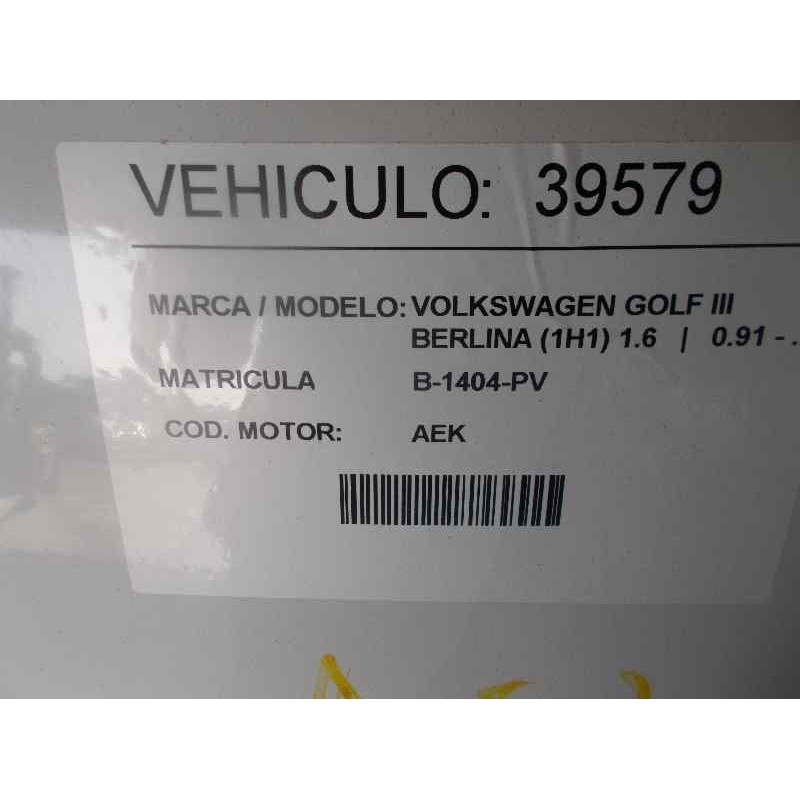 VEHICULO: 39579
MARCA / MODELO: VOLKSWAGEN GOLF III
BERLINA (1H1) 1.6 | 0.91 - .
MATRICULA B-1404-PV
COD. MOTOR: AEK